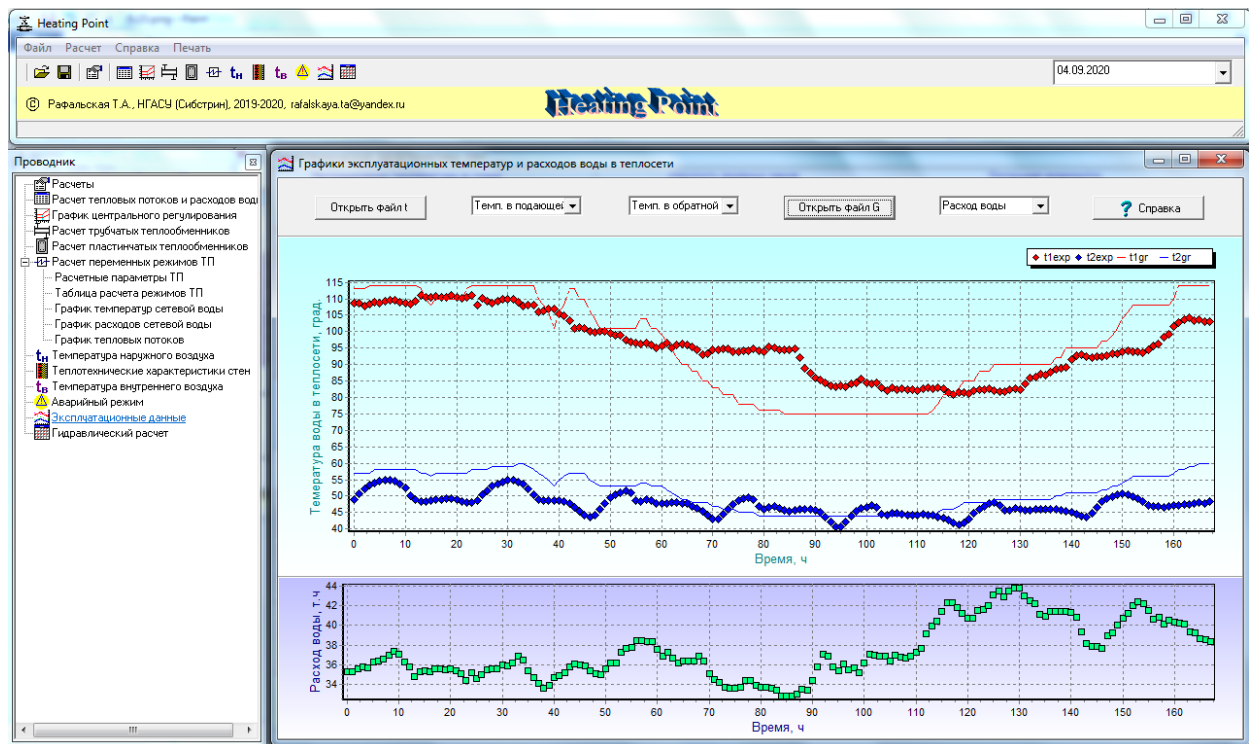 Heating Point
Файл Расчет Справка Печать
tн tв 04.09.2020
© Рафальская Т.А., НГАСУ (Сибстрин), 2019-2020, rafalskaya.ta@yandex.ru Heating Point
Проводник
Расчеты
Расчет тепловых потоков и расходов воды
График центрального регулирования
Расчет трубчатых теплообменников
Расчет пластинчатых теплообменников
Расчет переменных режимов ТП
Расчетные параметры ТП
Таблица расчета режимов ТП
График температур сетевой воды
График расходов сетевой воды
График тепловых потоков
tн Температура наружного воздуха
Теплотехнические характеристики стен
tв Температура внутреннего воздуха
Аварийный режим
Эксплуатационные данные
Гидравлический расчет
Графики эксплуатационных температур и расходов воды в теплосети
Открыть файл t Темп. в подающей Темп. в обратной Открыть файл G Расход воды ? Справка
t1exp t2exp t1gr t2gr
Температура воды в теплосети, град.
115
110
105
100
95
90
85
80
75
70
65
60
55
50
45
40
0 10 20 30 40 50 60 70 80 90 100 110 120 130 140 150 160
Время, ч
Расход воды, т.ч
44
42
40
38
36
34
0 10 20 30 40 50 60 70 80 90 100 110 120 130 140 150 160
Время, ч